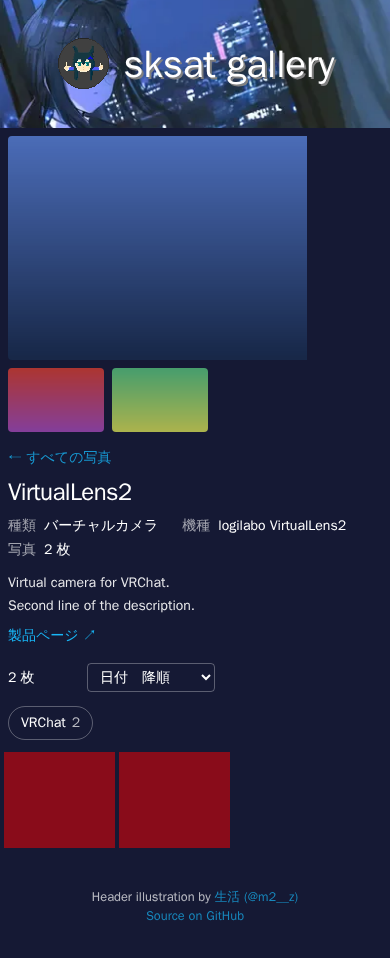 sksat gallery
← すべての写真
VirtualLens2
種類 バーチャルカメラ 機種 logilabo VirtualLens2
写真 2 枚
Virtual camera for VRChat.
Second line of the description.
製品ページ ↗
2 枚 日付 降順
VRChat 2
Header illustration by 生活 (@m2__z)
Source on GitHub